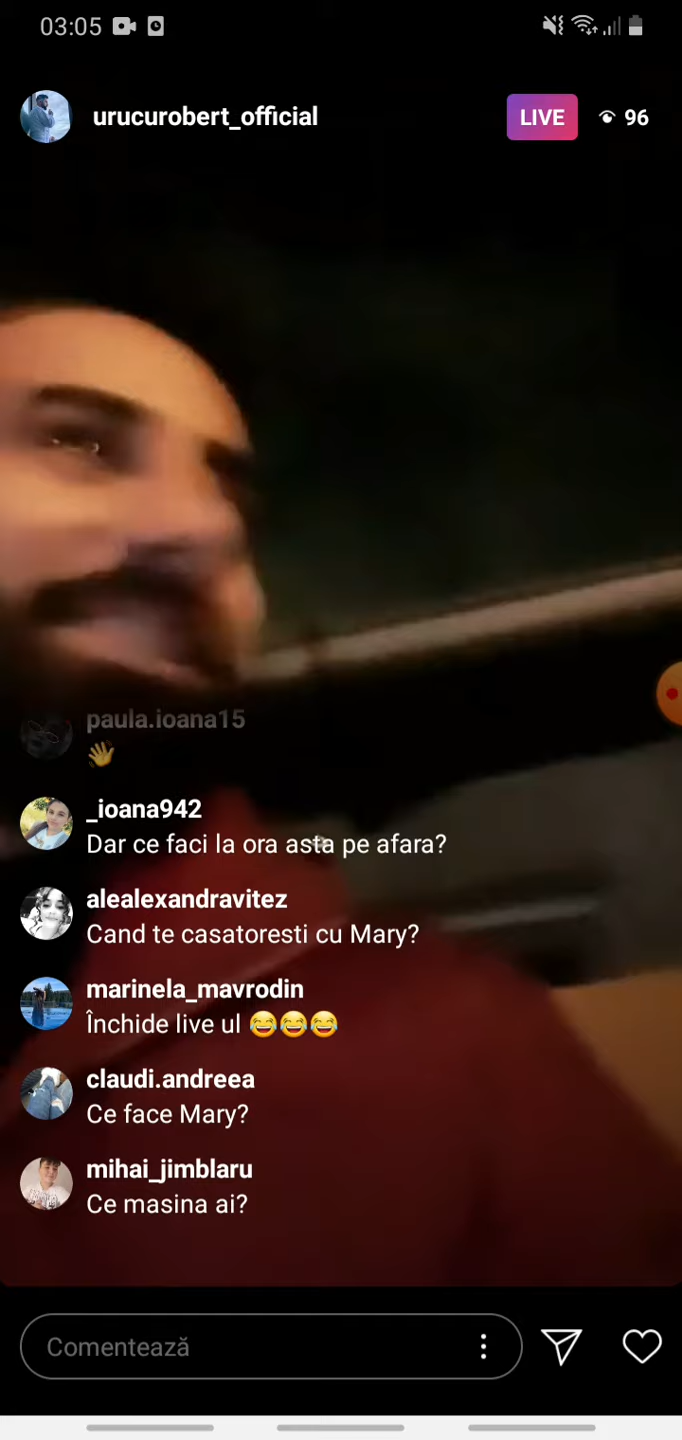 03:05
urucurobert_official
LIVE
96
paula.ioana15
👋
_ioana942
Dar ce faci la ora asta pe afara?
alealexandravitez
Cand te casatoresti cu Mary?
marinela_mavrodin
Închide live ul 😂😂😂
claudi.andreea
Ce face Mary?
mihai_jimblaru
Ce masina ai?
Comentează